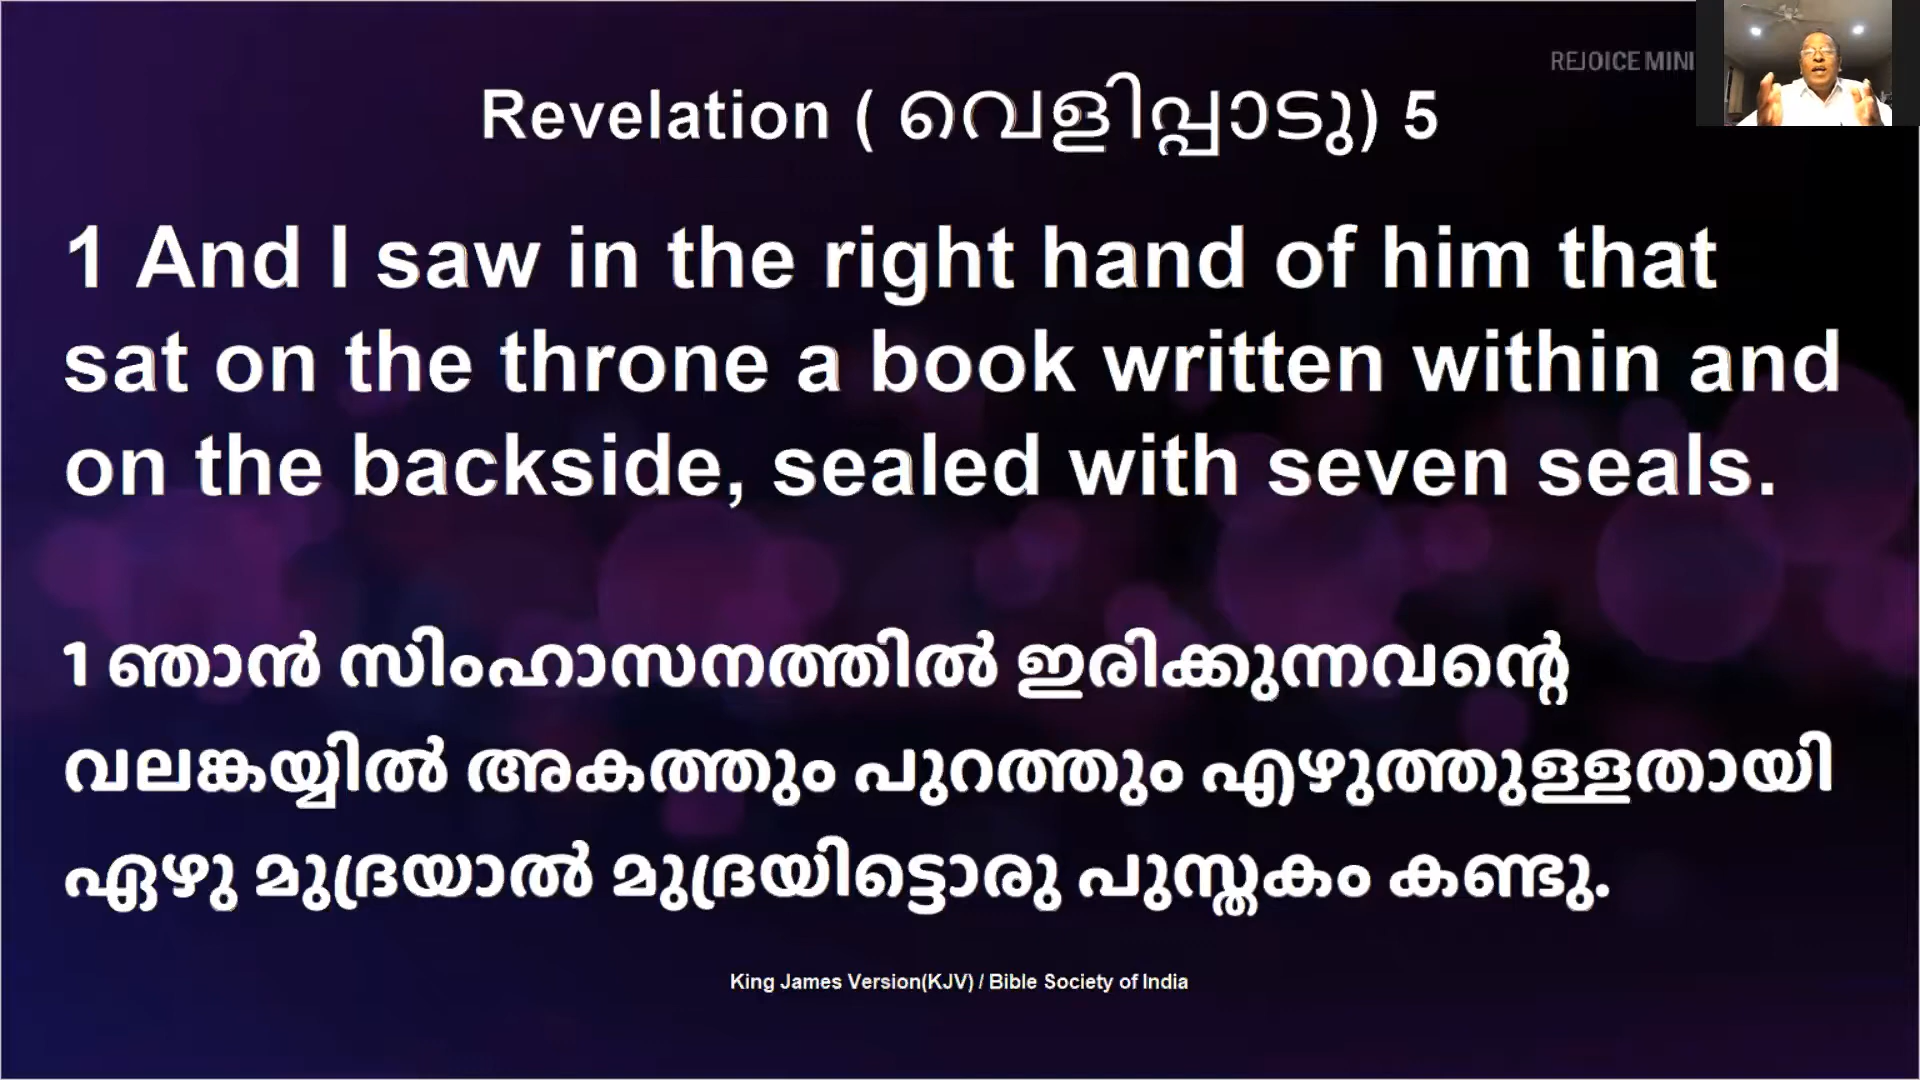 REJOICE MINI
Revelation ( വെളിപ്പാടു) 5
1 And I saw in the right hand of him that
sat on the throne a book written within and
on the backside, sealed with seven seals.
1 ഞാൻ സിംഹാസനത്തിൽ ഇരിക്കുന്നവന്റെ
വലങ്കയ്യിൽ അകത്തും പുറത്തും എഴുത്തുള്ളതായി
ഏഴു മുദ്രയാൽ മുദ്രയിട്ടൊരു പുസ്തകം കണ്ടു.
King James Version(KJV) / Bible Society of India